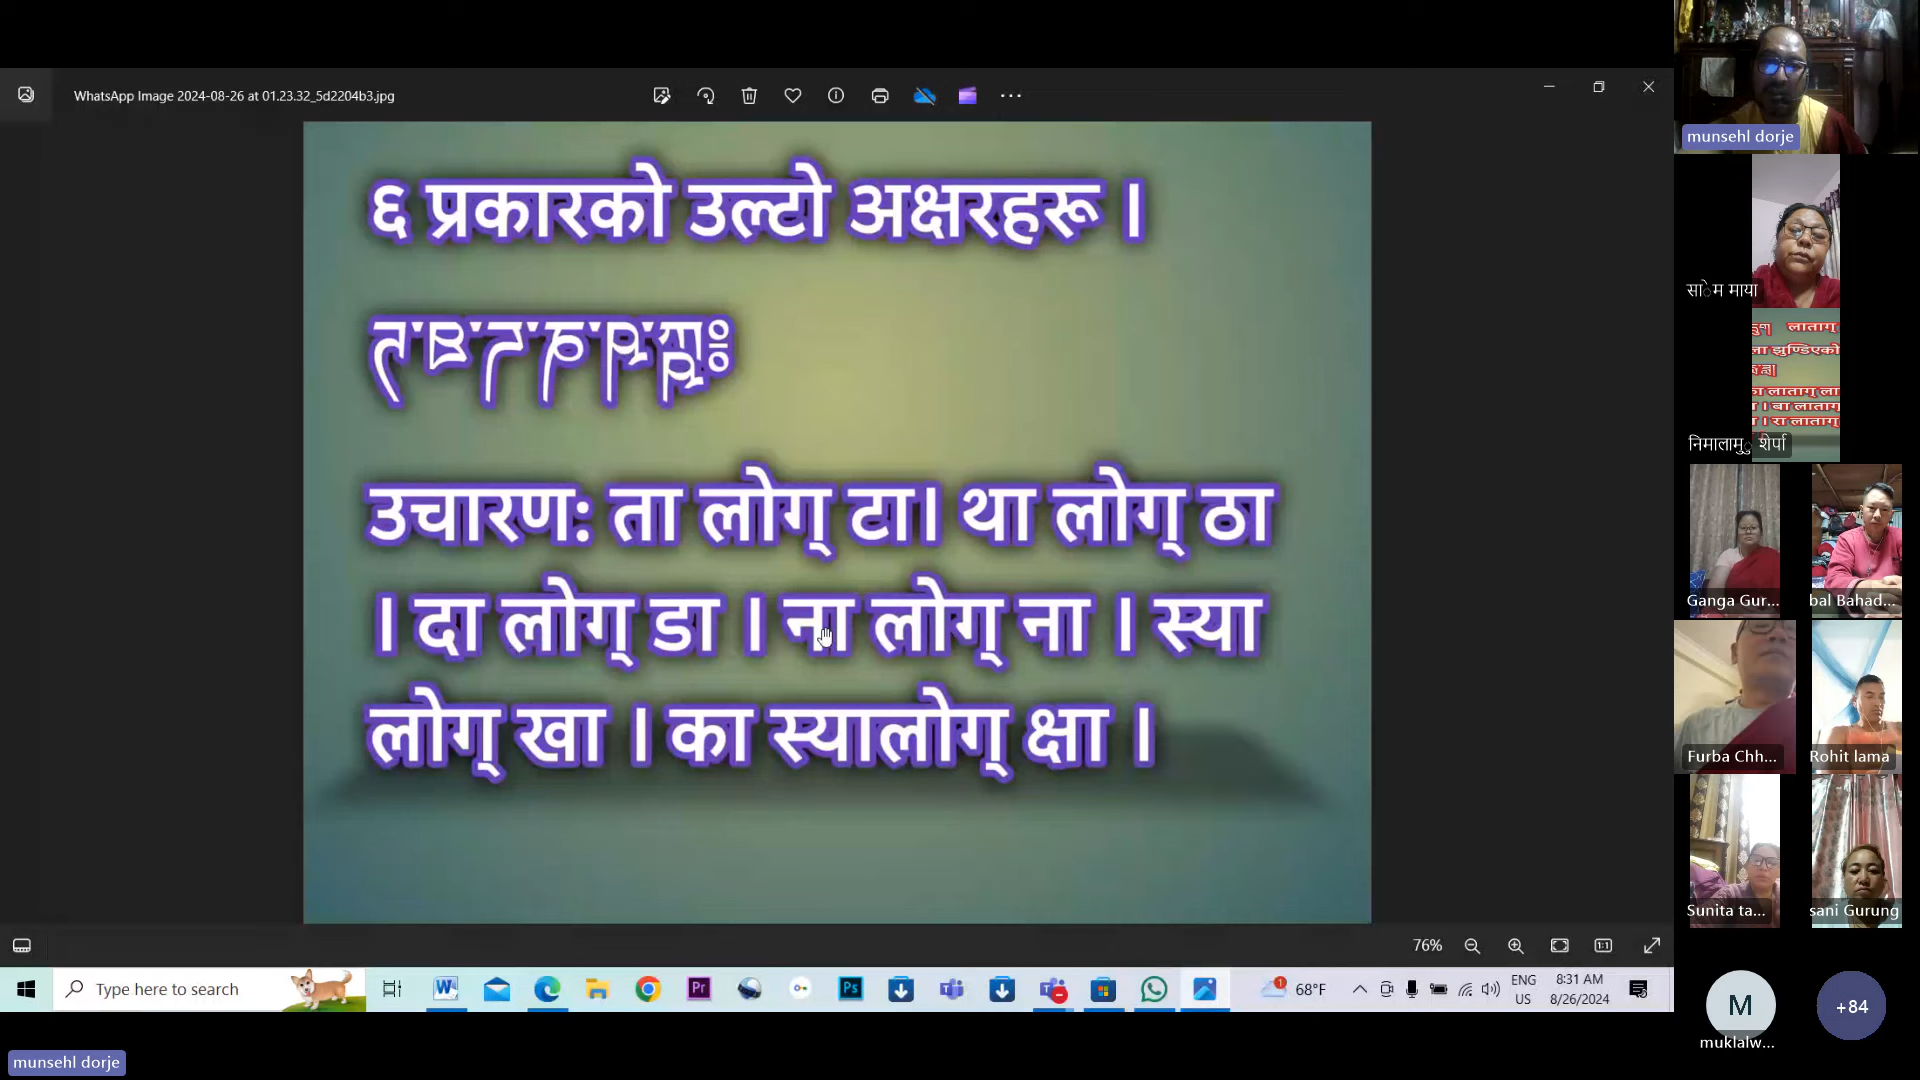 WhatsApp Image 2024-08-26 at 01.23.32_5d2204b3.jpg
६ प्रकारको उल्टो अक्षरहरू ।
ཏ་ཐ་ཊ་ཋ་ཥ་ཀྵ༔
उचारण: ता लोग् टा। था लोग् ठा
। दा लोग् डा । ना लोग् ना । स्या
लोग् खा । का स्यालोग् क्षा ।
76%
Type here to search
68°F
ENG
US
8:31 AM
8/26/2024
munsehl dorje
munsehl dorje
साेम माया
लाताग्
ला झुण्डिएको
का लाताग् ला
। बा लाताग्
। रा लाताग्
निमालामुु शेर्पा
Ganga Gur...
bal Bahad...
Furba Chh...
Rohit lama
Sunita ta...
sani Gurung
M
muklalw...
+84